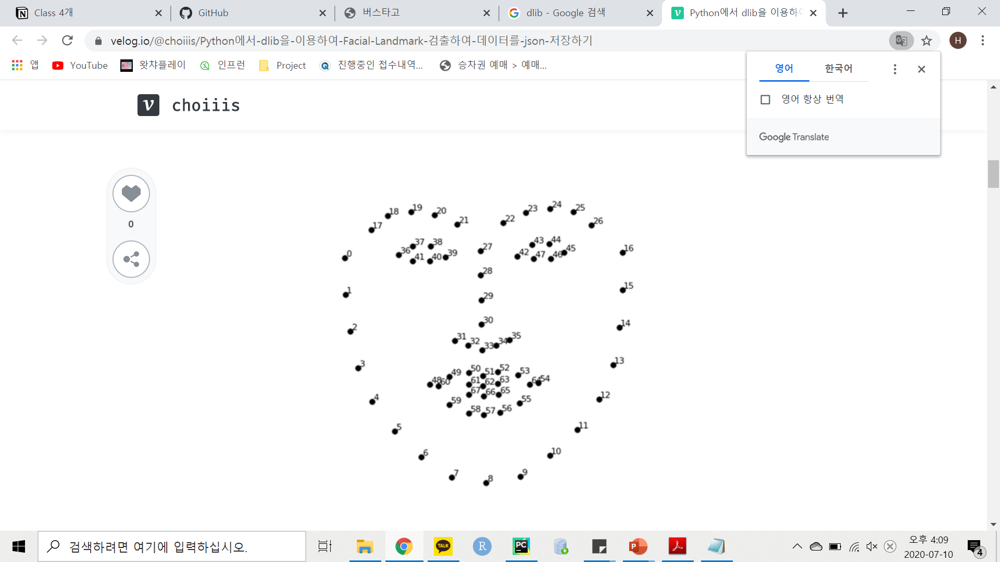 Class 4개
GitHub
버스타고
dlib - Google 검색
Python에서 dlib을 이용하여
velog.io/@choiiis/Python에서-dlib을-이용하여-Facial-Landmark-검출하여-데이터를-json-저장하기
H
앱
YouTube
왓챠플레이
인프런
Project
진행중인 접수내역...
승차권 예매 > 예매...
영어 한국어
영어 항상 번역
Google Translate
v choiiis
0
17 18 19 20 21 22 23 24 25 26
0 36 37 38 39 40 41 27 42 43 44 45 46 47 16
28
1 29 15
2 30 14
31 32 33 34 35
3 13
48 49 50 51 52 53 54
60 61 62 63 64
67 66 65
59 58 57 56 55
4 12
5 11
6 10
7 8 9
검색하려면 여기에 입력하십시오.
TALK
R
PC
P
오후 4:09
2020-07-10
4